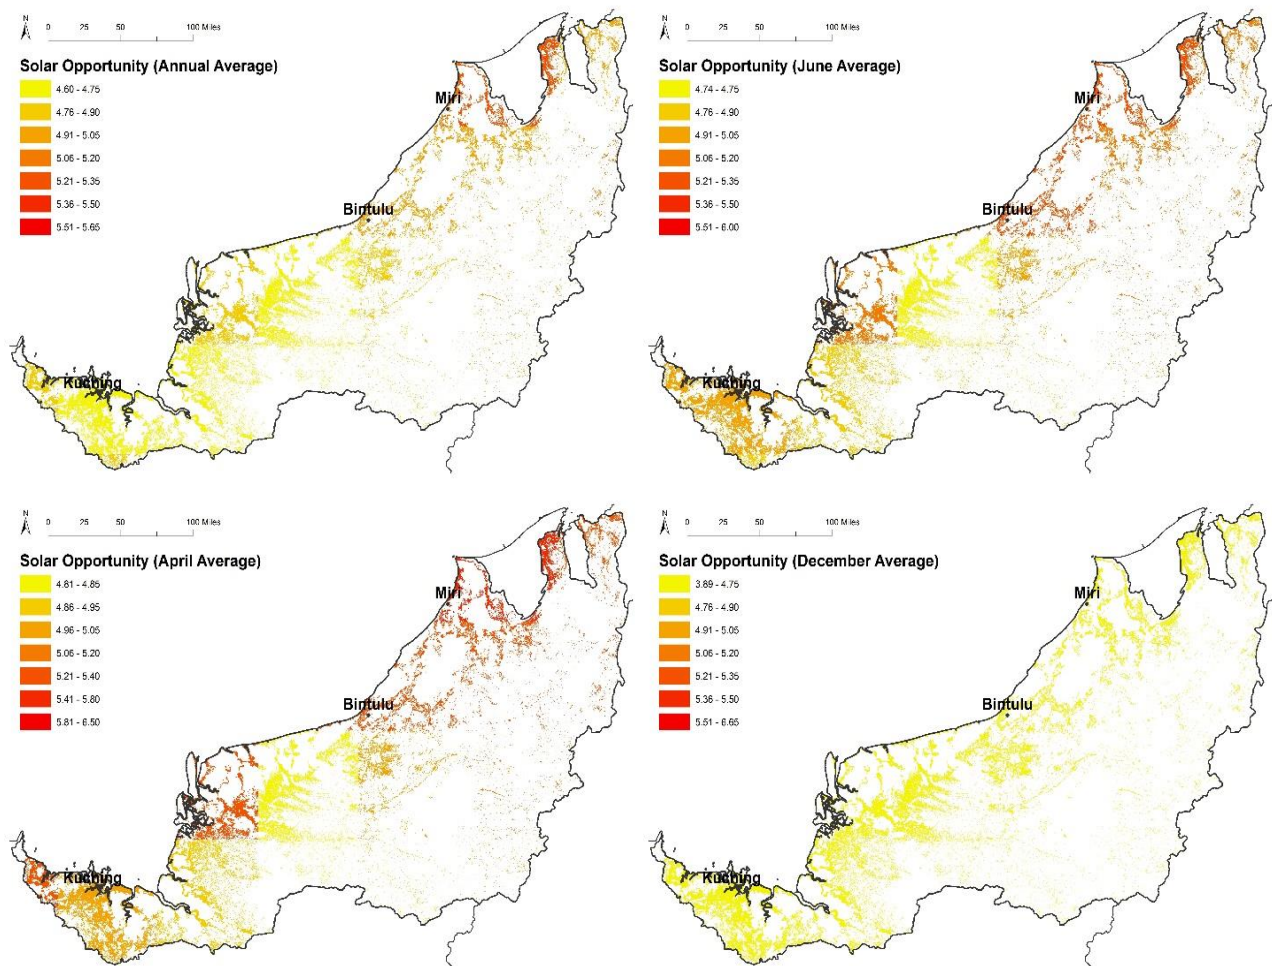 N
0 25 50 100 Miles
Solar Opportunity (Annual Average)
4.60 - 4.75
4.76 - 4.90
4.91 - 5.05
5.06 - 5.20
5.21 - 5.35
5.36 - 5.50
5.51 - 5.65
Miri
Bintulu
Kuching
N
0 25 50 100 Miles
Solar Opportunity (June Average)
4.74 - 4.75
4.76 - 4.90
4.91 - 5.05
5.06 - 5.20
5.21 - 5.35
5.36 - 5.50
5.51 - 6.00
Miri
Bintulu
Kuching
N
0 25 50 100 Miles
Solar Opportunity (April Average)
4.81 - 4.85
4.86 - 4.95
4.96 - 5.05
5.06 - 5.20
5.21 - 5.40
5.41 - 5.80
5.81 - 6.50
Miri
Bintulu
Kuching
N
0 25 50 100 Miles
Solar Opportunity (December Average)
3.89 - 4.75
4.76 - 4.90
4.91 - 5.05
5.06 - 5.20
5.21 - 5.35
5.36 - 5.50
5.51 - 6.65
Miri
Bintulu
Kuching